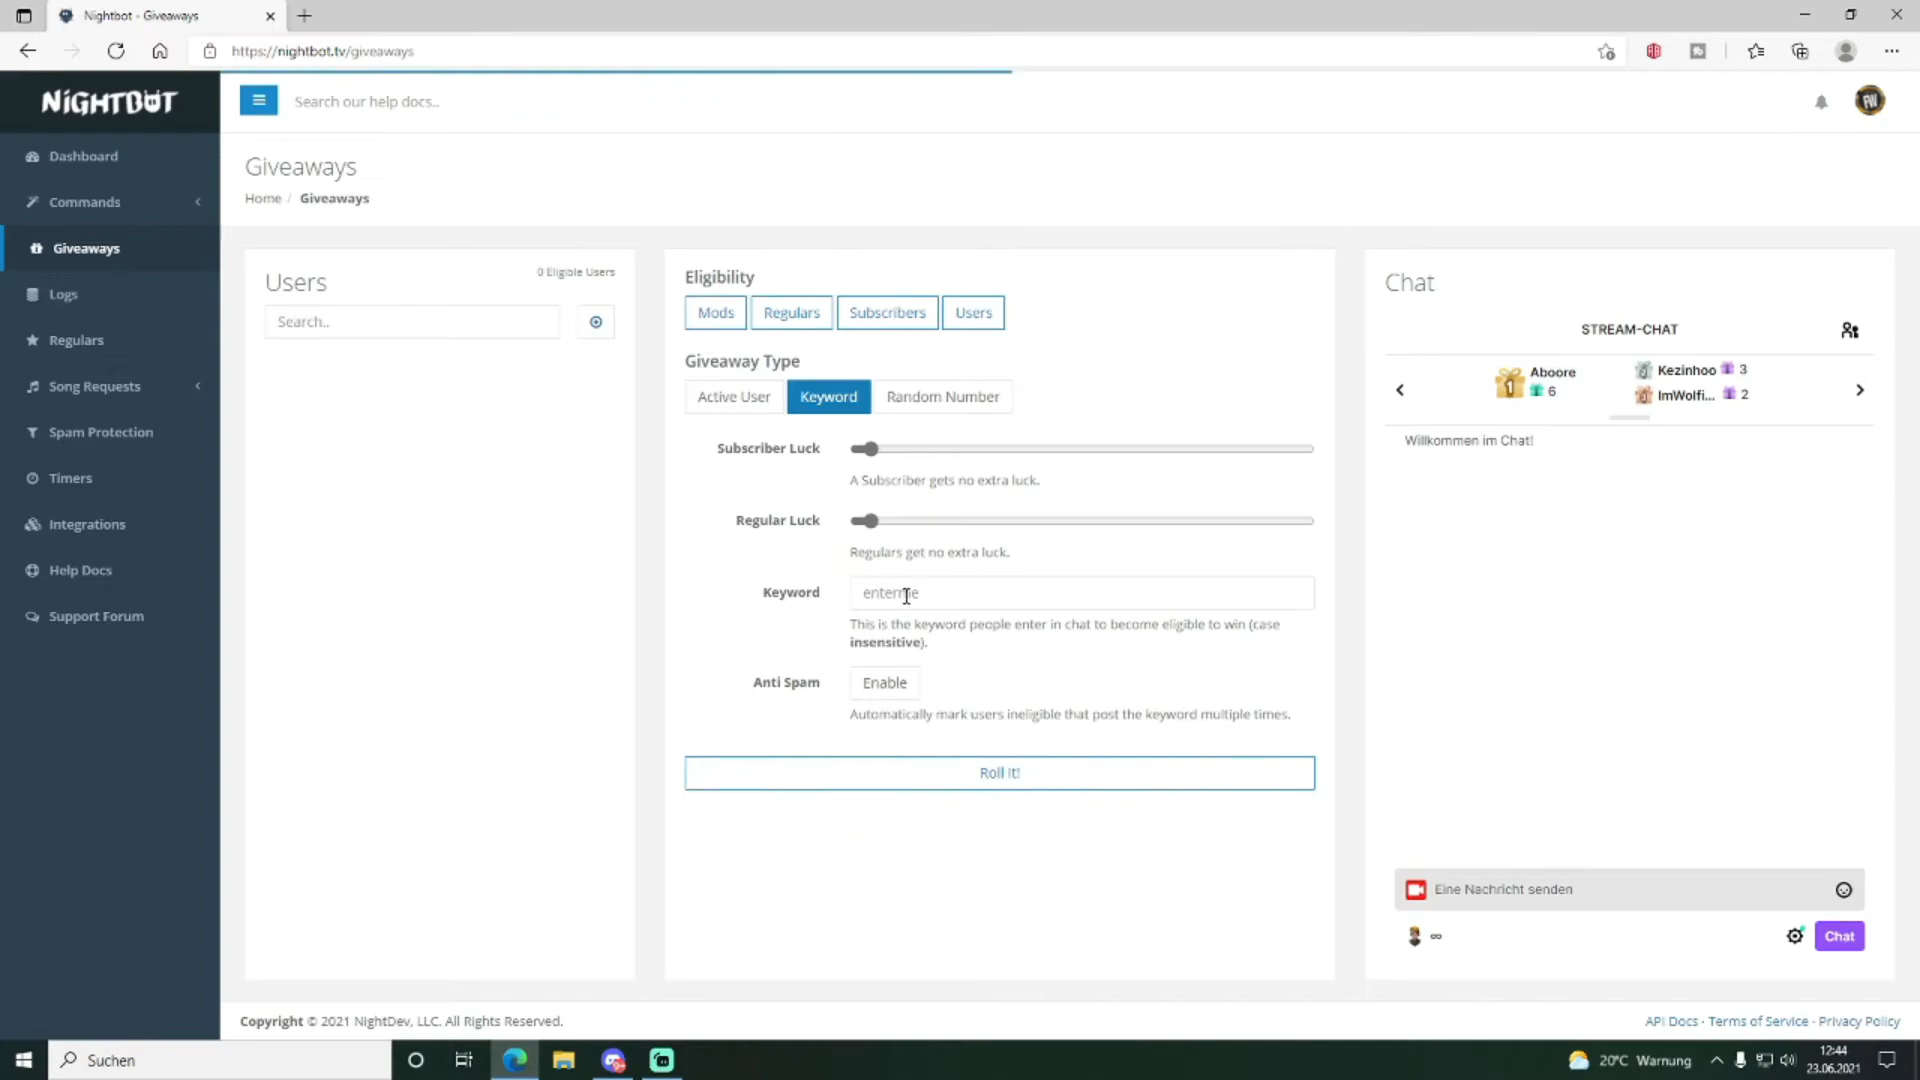 Nightbot - Giveaways
https://nightbot.tv/giveaways
NiGHTBOT
Search our help docs..
Dashboard
Commands
Giveaways
Logs
Regulars
Song Requests
Spam Protection
Timers
Integrations
Help Docs
Support Forum
Giveaways
Home / Giveaways
Users
0 Eligible Users
Search..
Eligibility
Mods
Regulars
Subscribers
Users
Giveaway Type
Active User
Keyword
Random Number
Subscriber Luck
A Subscriber gets no extra luck.
Regular Luck
Regulars get no extra luck.
Keyword
enterme
This is the keyword people enter in chat to become eligible to win (case
insensitive).
Anti Spam
Enable
Automatically mark users ineligible that post the keyword multiple times.
Roll It!
Chat
STREAM-CHAT
1
Aboore
6
Kezinhoo 3
ImWolfi... 2
Willkommen im Chat!
Eine Nachricht senden
∞
Chat
Copyright © 2021 NightDev, LLC. All Rights Reserved.
API Docs · Terms of Service · Privacy Policy
Suchen
20°C Warnung
12:44
23.06.2021